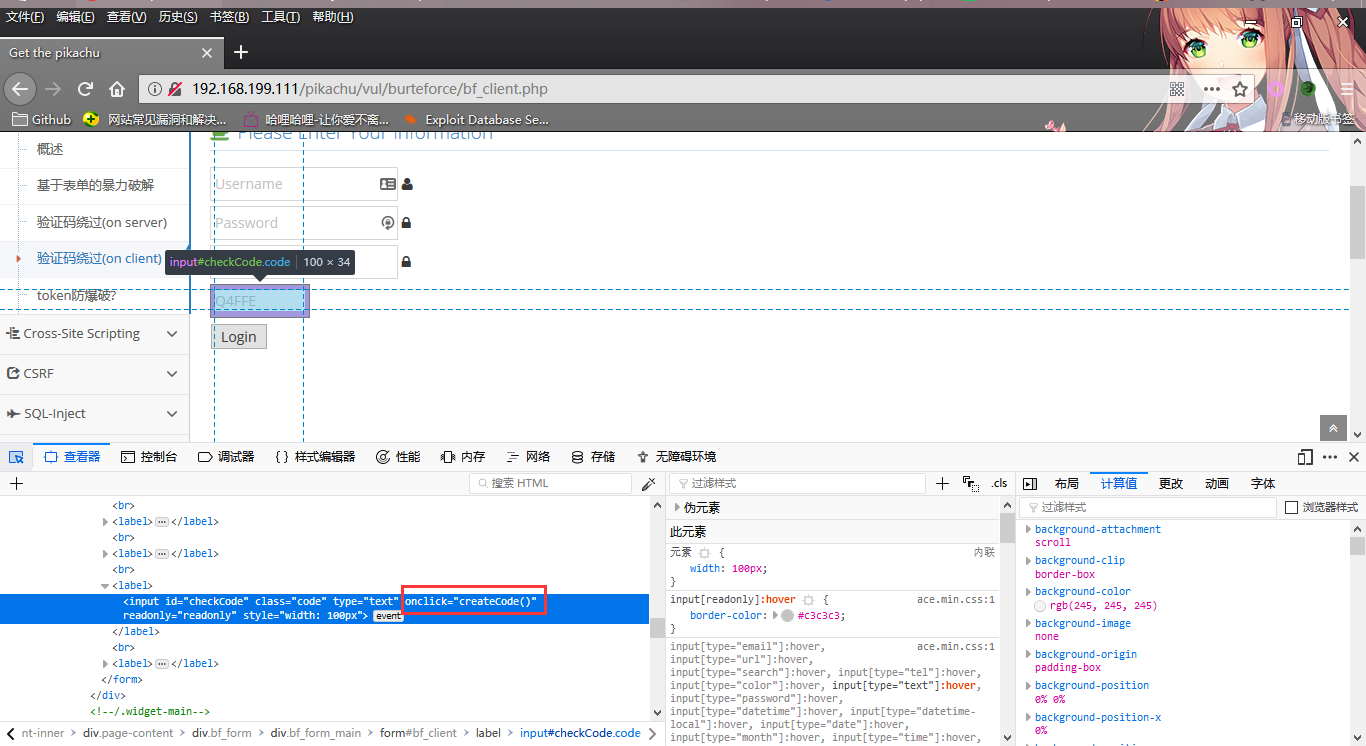 文件(F) 编辑(E) 查看(V) 历史(S) 书签(B) 工具(T) 帮助(H)
Get the pikachu
192.168.199.111/pikachu/vul/burteforce/bf_client.php
Github 网站常见漏洞和解决... 哈哩哈哩-让你爱不离... Exploit Database Se... 移动版书签
概述
基于表单的暴力破解
验证码绕过(on server)
验证码绕过(on client)
token防爆破?
Cross-Site Scripting
CSRF
SQL-Inject
Please Enter Your Information
Username
Password
input#checkCode.code 100 × 34
Q4FFE
Login
查看器 控制台 调试器 {} 样式编辑器 性能 内存 网络 存储 无障碍环境
搜索 HTML
<br>
<label> </label>
<br>
<label> </label>
<br>
<label>
<input id="checkCode" class="code" type="text" onclick="createCode()"
readonly="readonly" style="width: 100px"> event
</label>
<br>
<label> </label>
</form>
</div>
<!--/.widget-main-->
nt-inner div.page-content div.bf_form div.bf_form_main form#bf_client label input#checkCode.code
过滤样式 .cls
伪元素
此元素
元素 { 内联
width: 100px;
}
input[readonly]:hover { ace.min.css:1
border-color: #c3c3c3;
}
input[type="email"]:hover, ace.min.css:1
input[type="url"]:hover,
input[type="search"]:hover, input[type="tel"]:hover,
input[type="color"]:hover, input[type="text"]:hover,
input[type="password"]:hover,
input[type="datetime"]:hover, input[type="datetime-
local"]:hover, input[type="date"]:hover,
input[type="month"]:hover, input[type="time"]:hover,
布局 计算值 更改 动画 字体
过滤样式 浏览器样式
background-attachment
scroll
background-clip
border-box
background-color
rgb(245, 245, 245)
background-image
none
background-origin
padding-box
background-position
0% 0%
background-position-x
0%